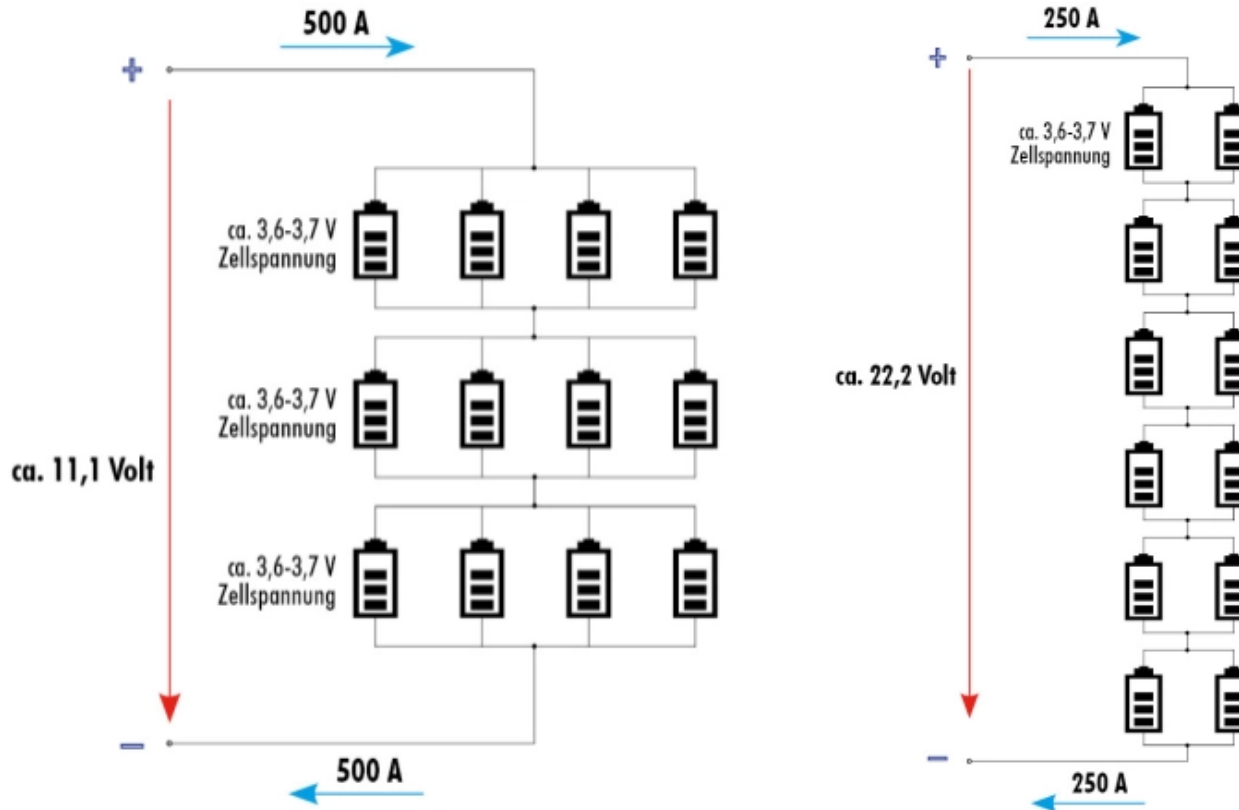 500 A
+
ca. 3,6-3,7 V
Zellspannung
ca. 3,6-3,7 V
Zellspannung
ca. 11,1 Volt
ca. 3,6-3,7 V
Zellspannung
−
500 A
250 A
+
ca. 3,6-3,7 V
Zellspannung
ca. 22,2 Volt
−
250 A